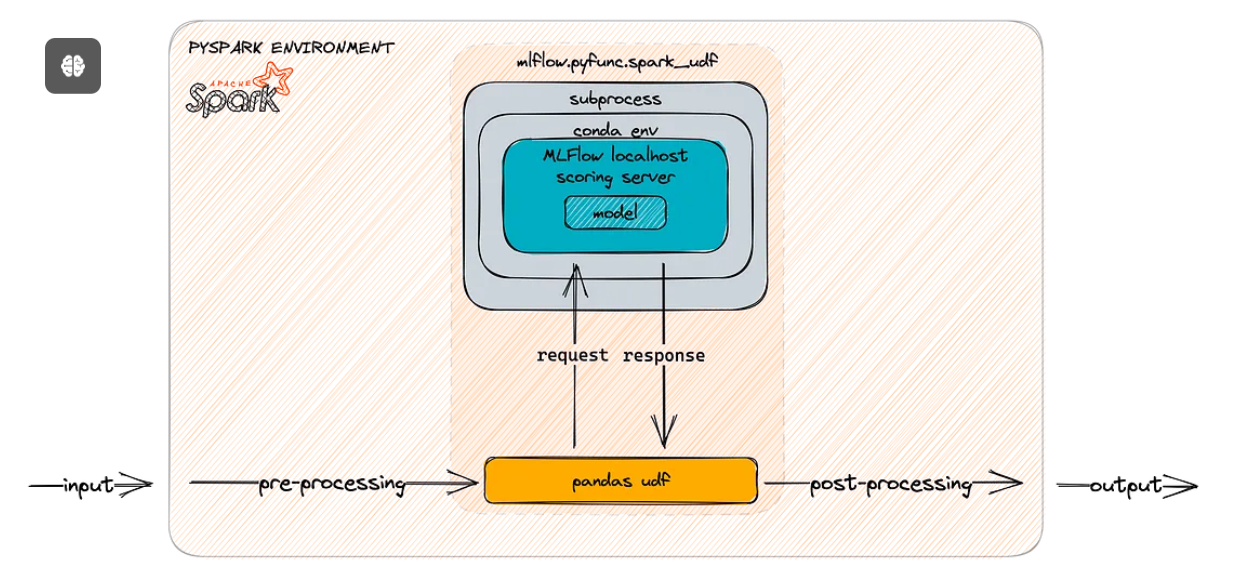 PYSPARK ENVIRONMENT
APACHE
Spark
mlflow.pyfunc.spark_udf
subprocess
conda env
MLFlow localhost
scoring server
model
request response
input
pre-processing
pandas udf
post-processing
output